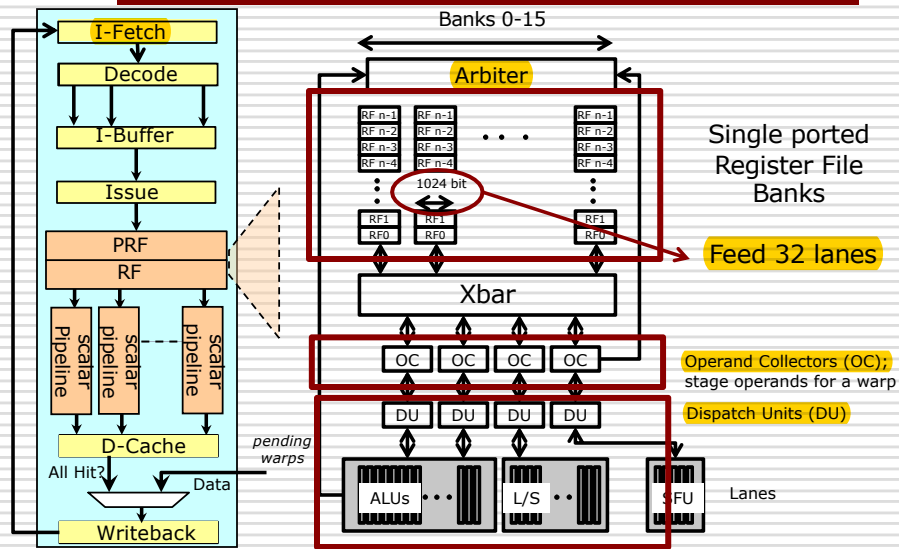 I-Fetch
Decode
I-Buffer
Issue
PRF
RF
scalar
Pipeline
scalar
pipeline
scalar
pipeline
D-Cache
All Hit?
Data
pending
warps
Writeback
Banks 0-15
Arbiter
RF n-1
RF n-2
RF n-3
RF n-4
RF1
RF0
RF n-1
RF n-2
RF n-3
RF n-4
1024 bit
RF1
RF0
RF n-1
RF n-2
RF n-3
RF n-4
RF1
RF0
Single ported
Register File
Banks
Feed 32 lanes
Xbar
OC OC OC OC
Operand Collectors (OC);
stage operands for a warp
DU DU DU DU
Dispatch Units (DU)
ALUs
L/S
SFU
Lanes